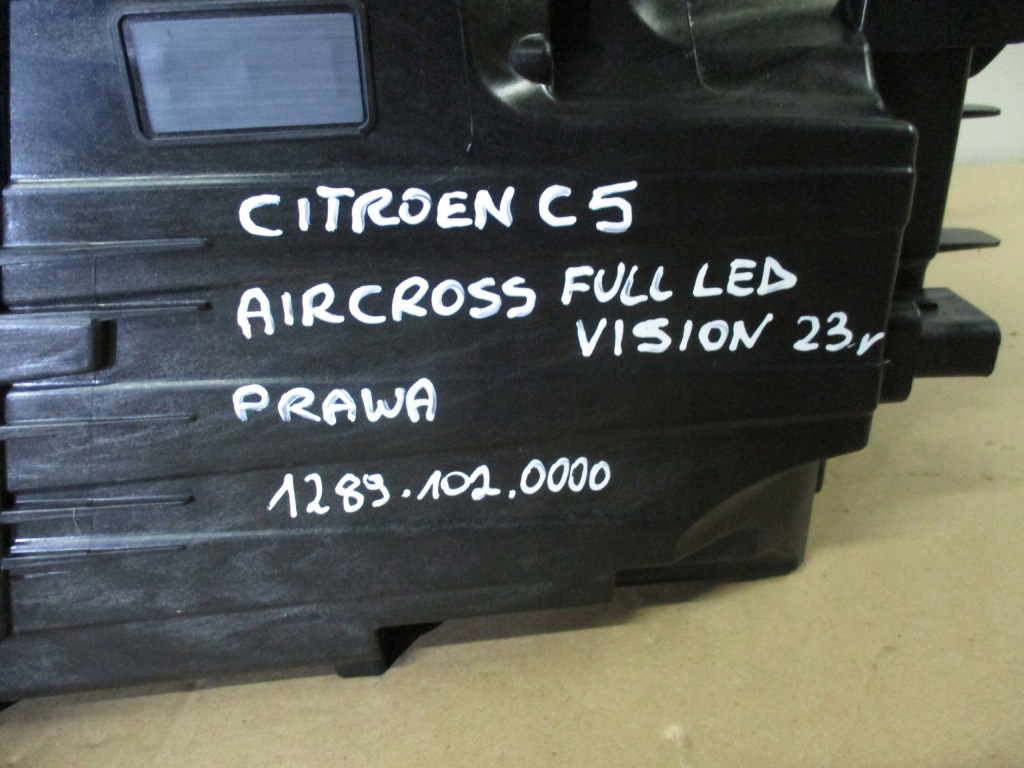 CITROEN C5
AIRCROSS FULL LED
VISION 23r
PRAWA
1289.102.0000